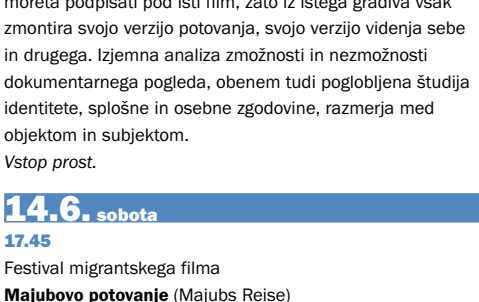 moreta podpisati pod isti film, zato iz istega gradiva vsak
zmontira svojo verzijo potovanja, svojo verzijo videnja sebe
in drugega. Izjemna analiza zmožnosti in nezmožnosti
dokumentarnega pogleda, obenem tudi poglobljena študija
identitete, splošne in osebne zgodovine, razmerja med
objektom in subjektom.
Vstop prost.
14.6. sobota
17.45
Festival migrantskega filma
Majubovo potovanje (Majubs Reise)